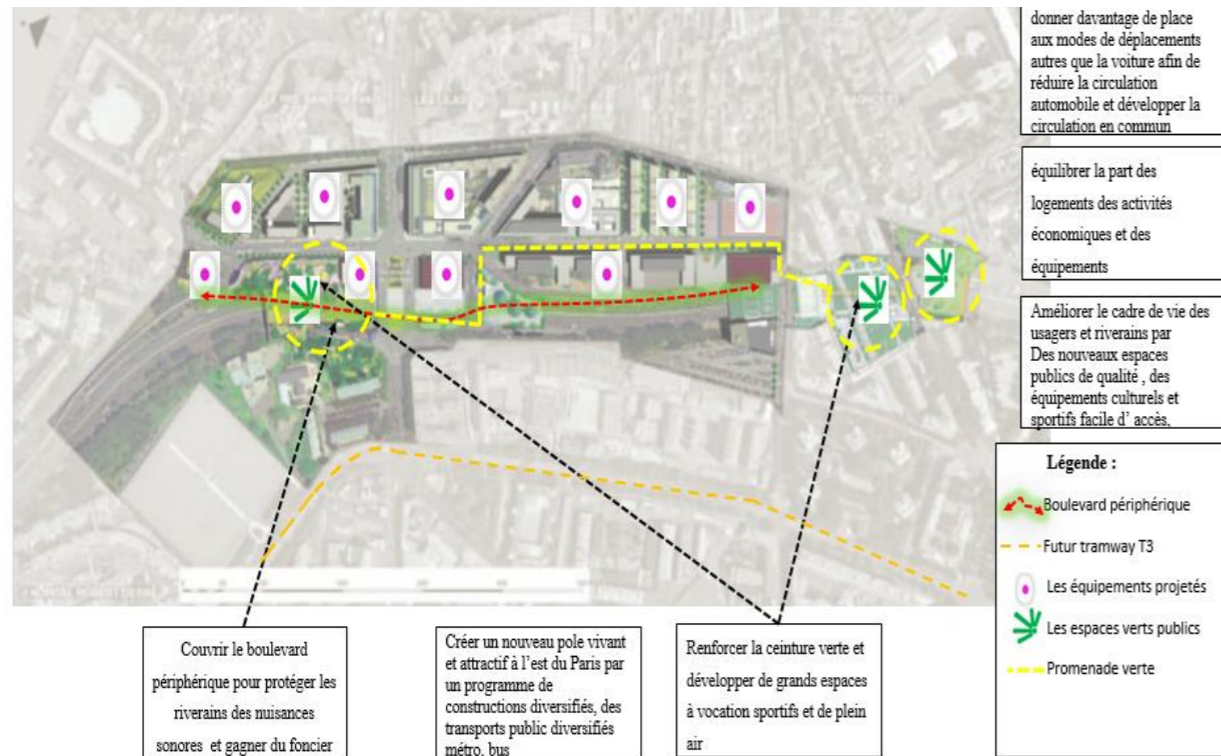 donner davantage de place
aux modes de déplacements
autres que la voiture afin de
réduire la circulation
automobile et développer la
circulation en commun
équilibrer la part des
logements des activités
économiques et des
équipements
Améliorer le cadre de vie des
usagers et riverains par
Des nouveaux espaces
publics de qualité , des
équipements culturels et
sportifs facile d’ accès,
Légende :
Boulevard périphérique
Futur tramway T3
Les équipements projetés
Les espaces verts publics
Promenade verte
Couvrir le boulevard
périphérique pour protéger les
riverains des nuisances
sonores et gagner du foncier
Créer un nouveau pole vivant
et attractif à l’est du Paris par
un programme de
constructions diversifiés, des
transports public diversifiés
métro, bus
Renforcer la ceinture verte et
développer de grands espaces
à vocation sportifs et de plein
air